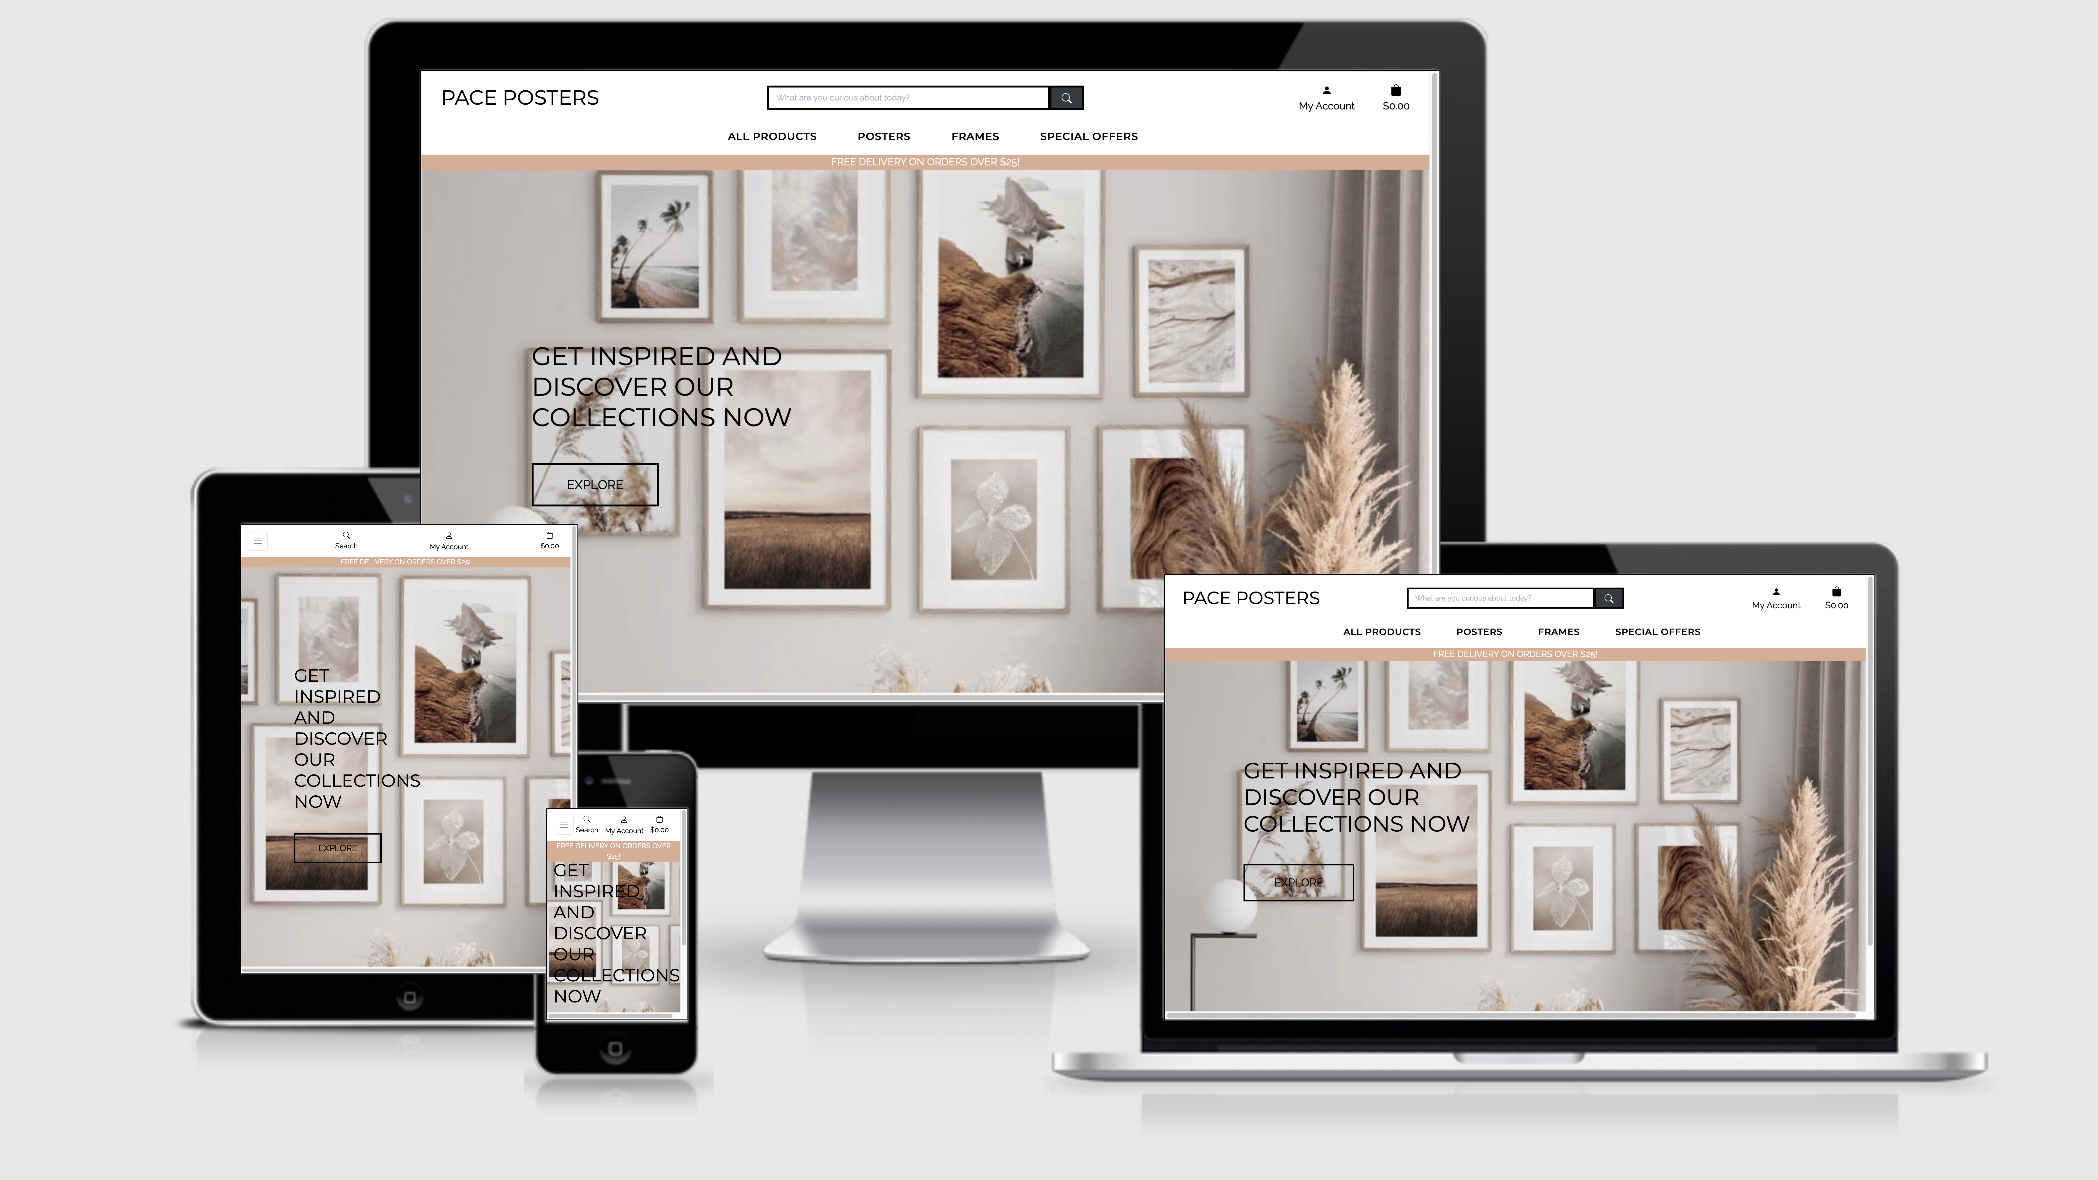 PACE POSTERS
What are you curious about today?
My Account
$0.00
ALL PRODUCTS POSTERS FRAMES SPECIAL OFFERS
FREE DELIVERY ON ORDERS OVER $25!
GET INSPIRED AND
DISCOVER OUR
COLLECTIONS NOW
EXPLORE
Search
My Account
$0.00
FREE DELIVERY ON ORDERS OVER $25!
GET
INSPIRED
AND
DISCOVER
OUR
COLLECTIONS
NOW
EXPLORE
Search
My Account
$0.00
FREE DELIVERY ON ORDERS OVER
$25!
GET
INSPIRED
AND
DISCOVER
OUR
COLLECTIONS
NOW
PACE POSTERS
What are you curious about today?
My Account
$0.00
ALL PRODUCTS POSTERS FRAMES SPECIAL OFFERS
FREE DELIVERY ON ORDERS OVER $25!
GET INSPIRED AND
DISCOVER OUR
COLLECTIONS NOW
EXPLORE